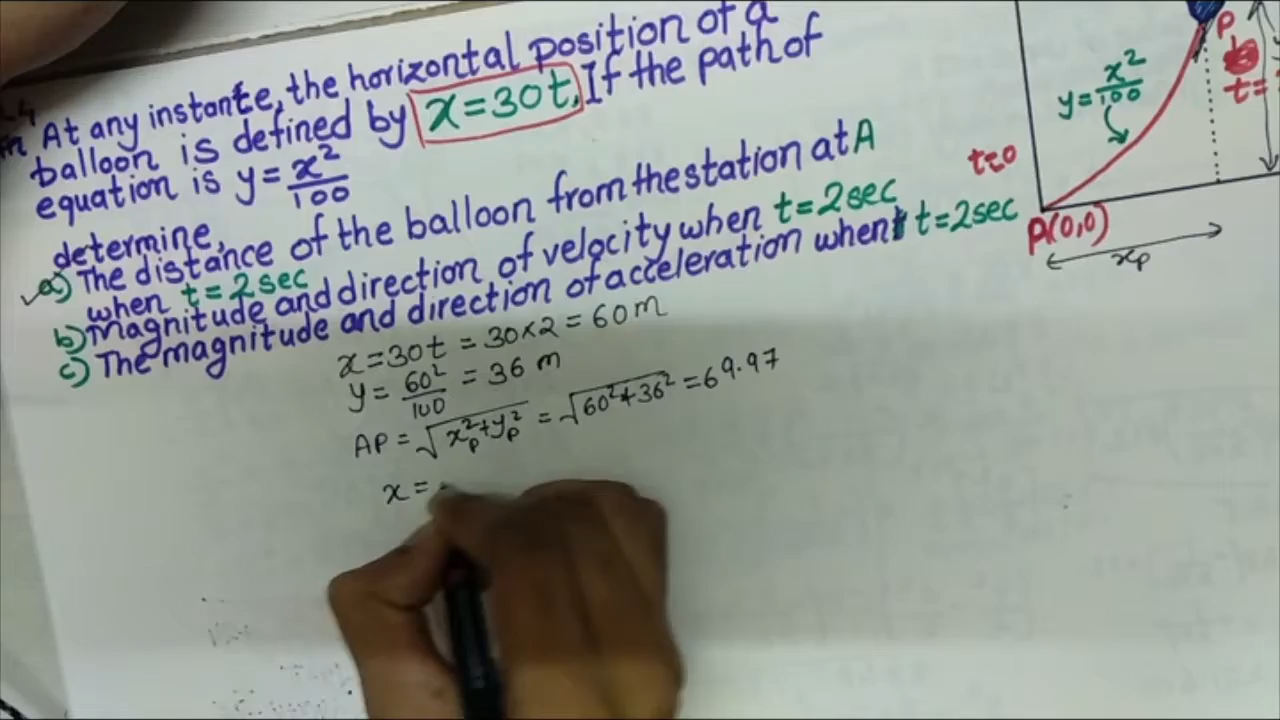 At any instante, the horizontal position of a
balloon is defined by x=30t. If the path of
equation is y=x²/100
determine,
a) The distance of the balloon from the station at A
when t=2sec
b) Magnitude and direction of velocity when t=2sec
c) The magnitude and direction of acceleration when t=2sec
x=30t = 30×2 = 60m
y= 60²/100 = 36 m
AP = √x_p²+y_p² = √60²+36² = 69.97
x=
P
y=x²/100
t=
t=0
A(0,0)
x_p